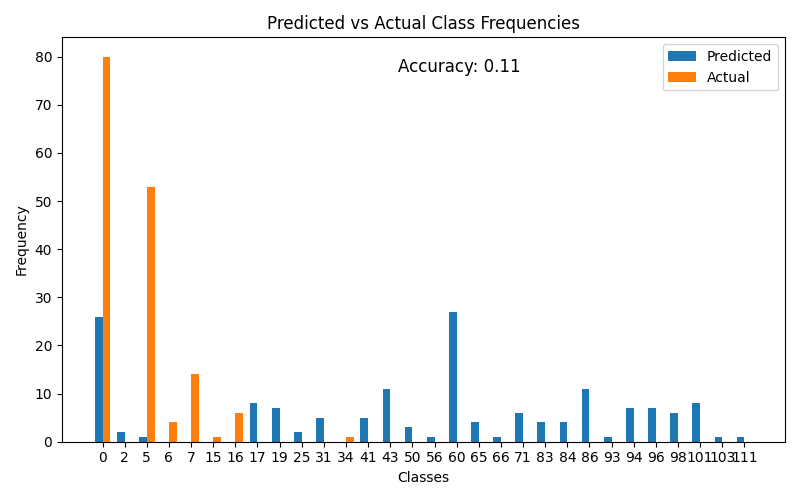 Predicted vs Actual Class Frequencies
Accuracy: 0.11
Predicted
Actual
Frequency
80
70
60
50
40
30
20
10
0
0 2 5 6 7 15 16 17 19 25 31 34 41 43 50 56 60 65 66 71 83 84 86 93 94 96 98 101 103 111
Classes